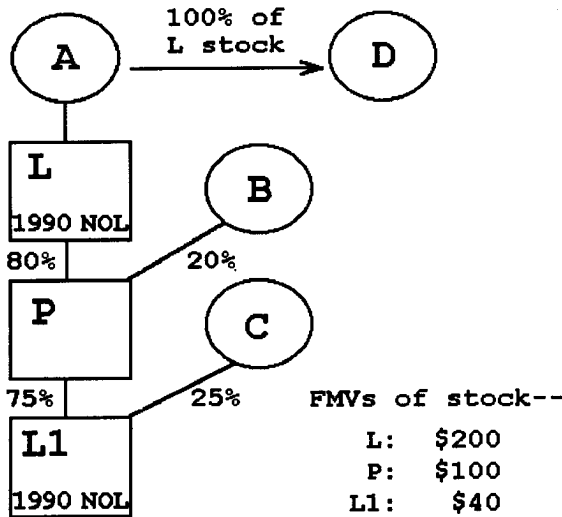 100% of
L stock
A
D
L
1990 NOL
B
80%
20%
P
C
75%
25%
L1
1990 NOL
FMVs of stock--
L: $200
P: $100
L1: $40